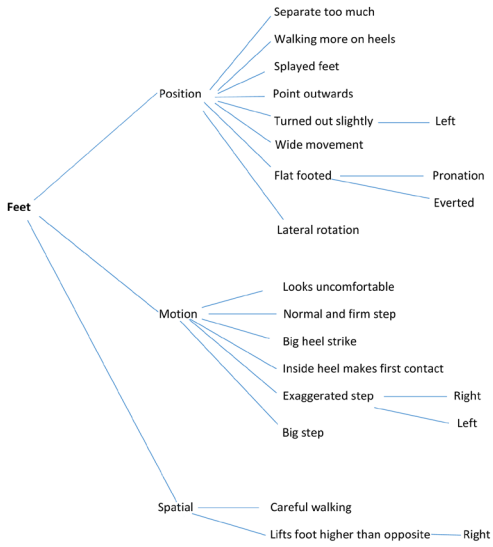 Separate too much
Walking more on heels
Splayed feet
Position
Point outwards
Turned out slightly
Left
Wide movement
Flat footed
Pronation
Everted
Feet
Lateral rotation
Looks uncomfortable
Motion
Normal and firm step
Big heel strike
Inside heel makes first contact
Exaggerated step
Right
Left
Big step
Spatial
Careful walking
Lifts foot higher than opposite
Right